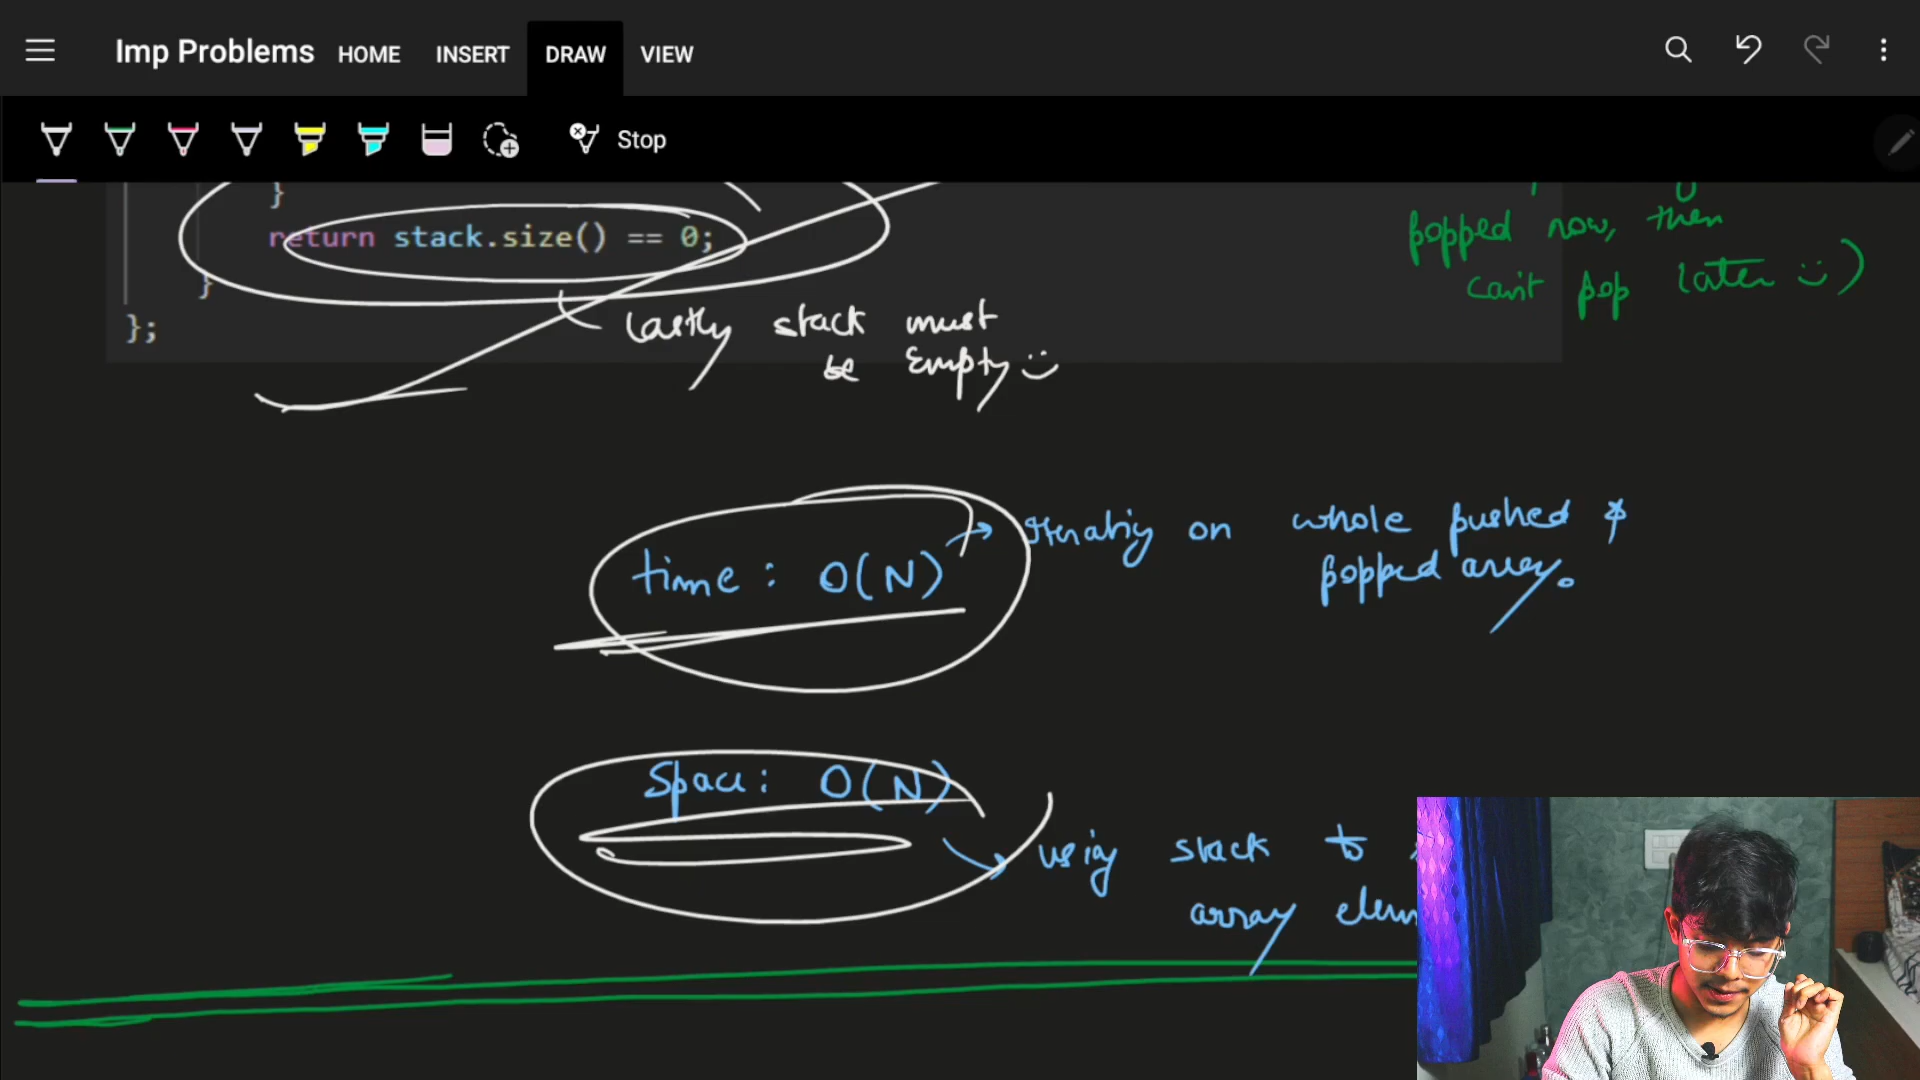 Imp Problems HOME INSERT DRAW VIEW
Stop
}
return stack.size() == 0;
}
};
popped now, then
can't pop later :)
Lastly stack must
be Empty :)
time : O(N) → Iterating on whole pushed &
popped array.
Space : O(N)
→ using stack to
array elem